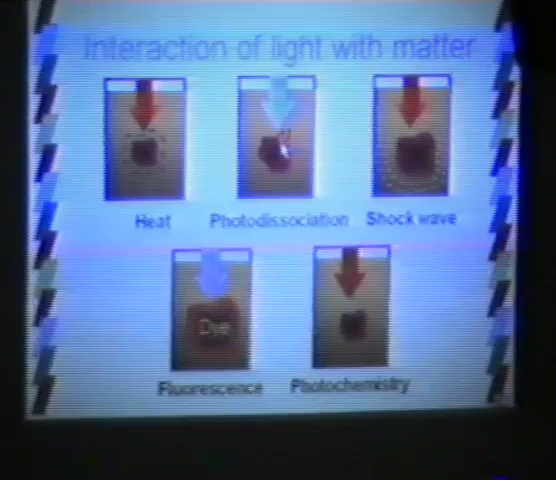 Interaction of light with matter
Heat
Photodissociation
Shock wave
Dye
Fluorescence
Photochemistry